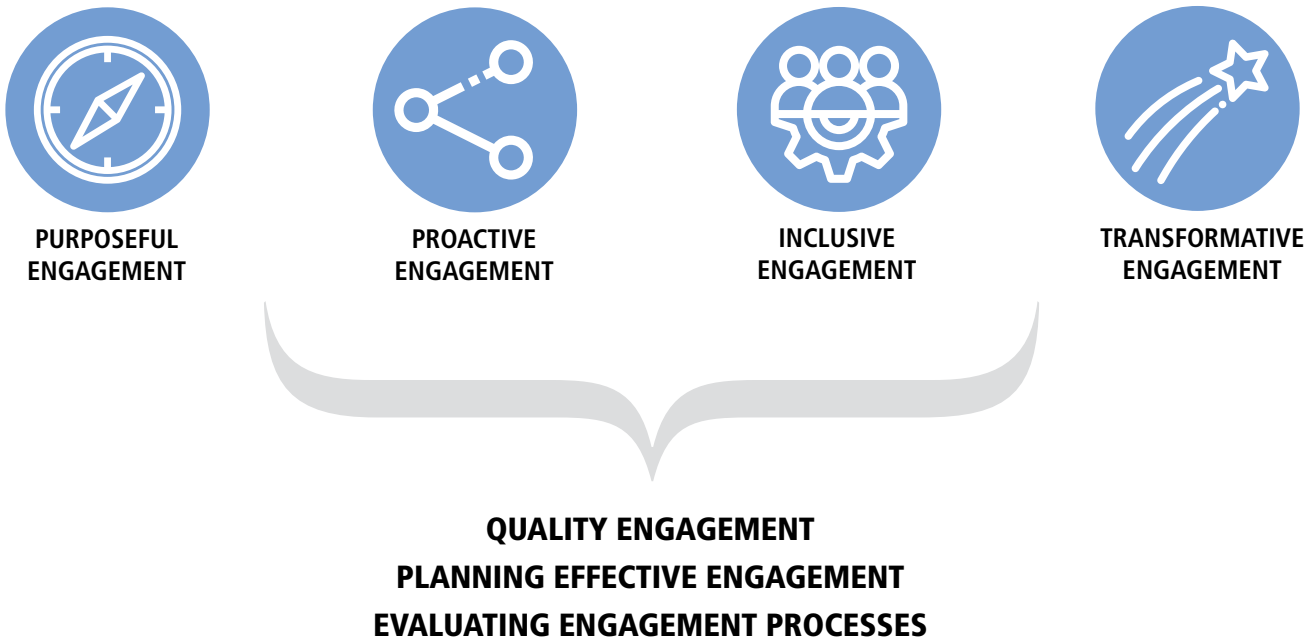 PURPOSEFUL
ENGAGEMENT
PROACTIVE
ENGAGEMENT
INCLUSIVE
ENGAGEMENT
TRANSFORMATIVE
ENGAGEMENT
QUALITY ENGAGEMENT
PLANNING EFFECTIVE ENGAGEMENT
EVALUATING ENGAGEMENT PROCESSES